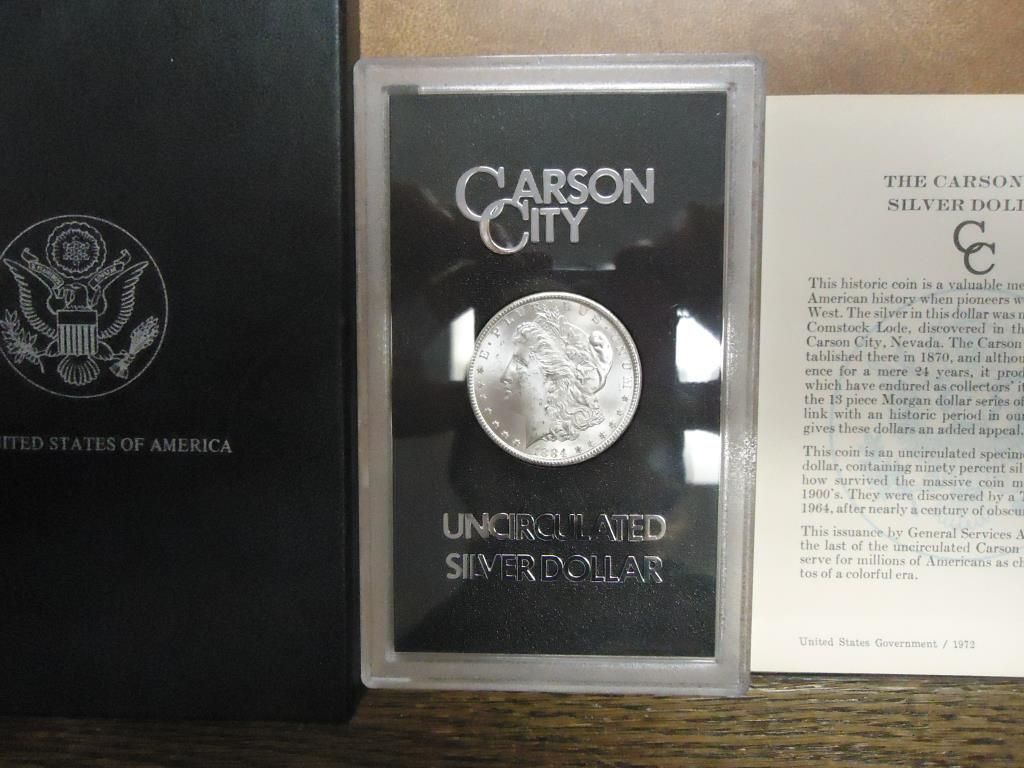 NITED STATES OF AMERICA
CARSON
CITY
E · PLURIBUS · UNUM
1884
UNCIRCULATED
SILVER DOLLAR
THE CARSON
SILVER DOLL
CC
This historic coin is a valuable me
American history when pioneers w
West. The silver in this dollar was m
Comstock Lode, discovered in th
Carson City, Nevada. The Carson
tablished there in 1870, and althou
ence for a mere 24 years, it prod
which have endured as collectors' i
the 13 piece Morgan dollar series of
link with an historic period in our
gives these dollars an added appeal.
This coin is an uncirculated specime
dollar, containing ninety percent sil
how survived the massive coin m
1900's. They were discovered by a T
1964, after nearly a century of obscu
This issuance by General Services A
the last of the uncirculated Carson
serve for millions of Americans as ch
tos of a colorful era.
United States Government / 1972